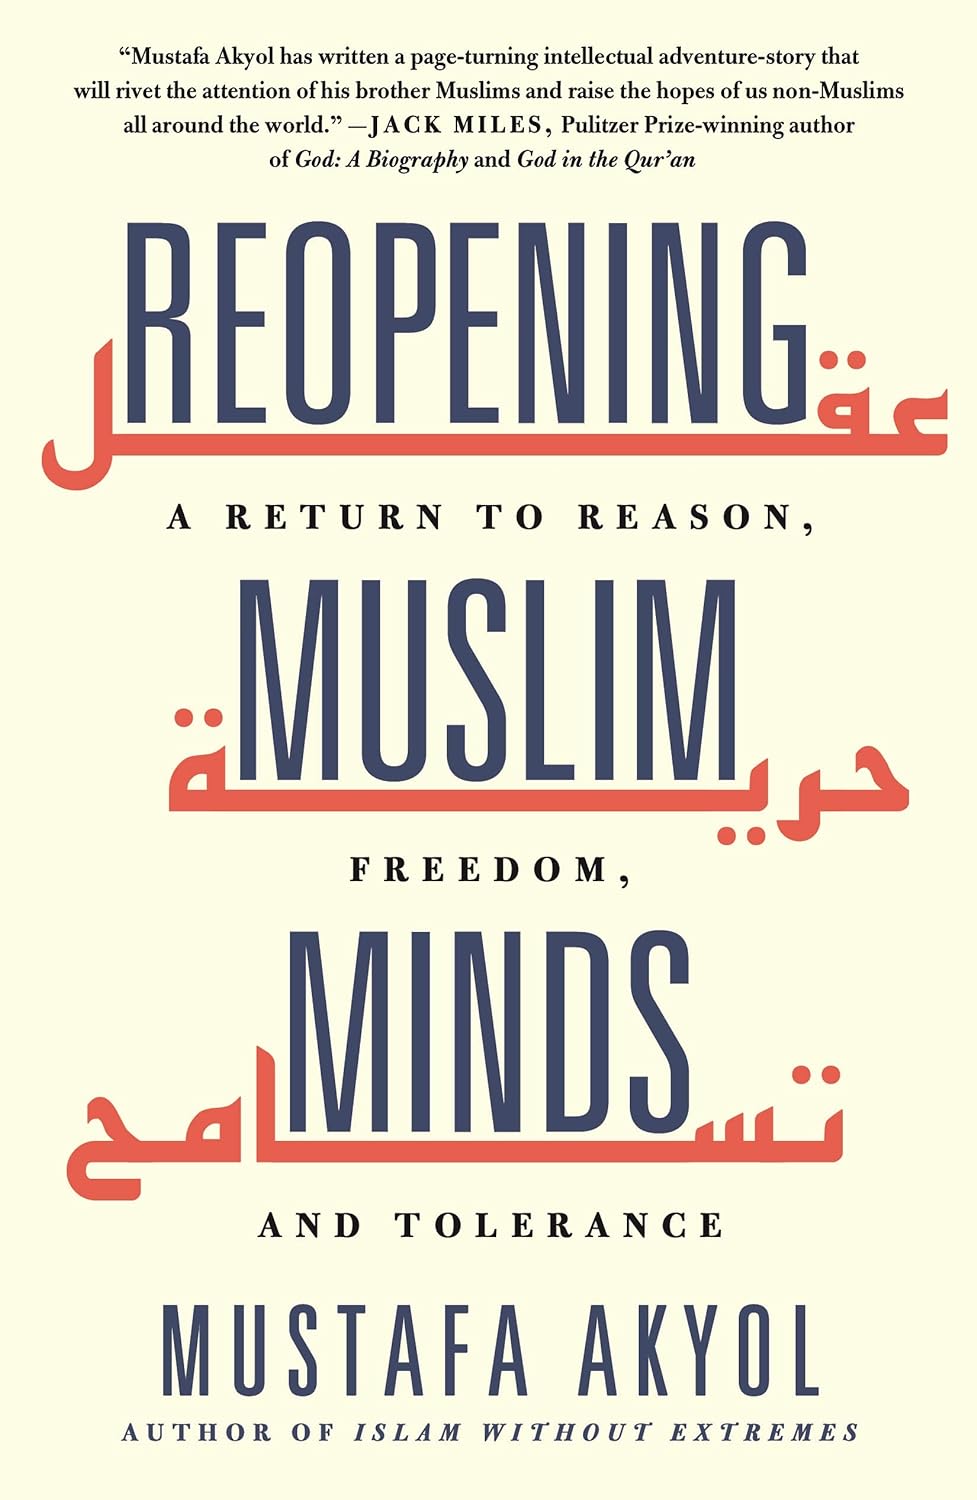 “Mustafa Akyol has written a page-turning intellectual adventure-story that
will rivet the attention of his brother Muslims and raise the hopes of us non-Muslims
all around the world.” —JACK MILES, Pulitzer Prize-winning author
of God: A Biography and God in the Qur’an
REOPENING
عقل
A RETURN TO REASON,
MUSLIM
حرية
FREEDOM,
MINDS
تسامح
AND TOLERANCE
MUSTAFA AKYOL
AUTHOR OF ISLAM WITHOUT EXTREMES